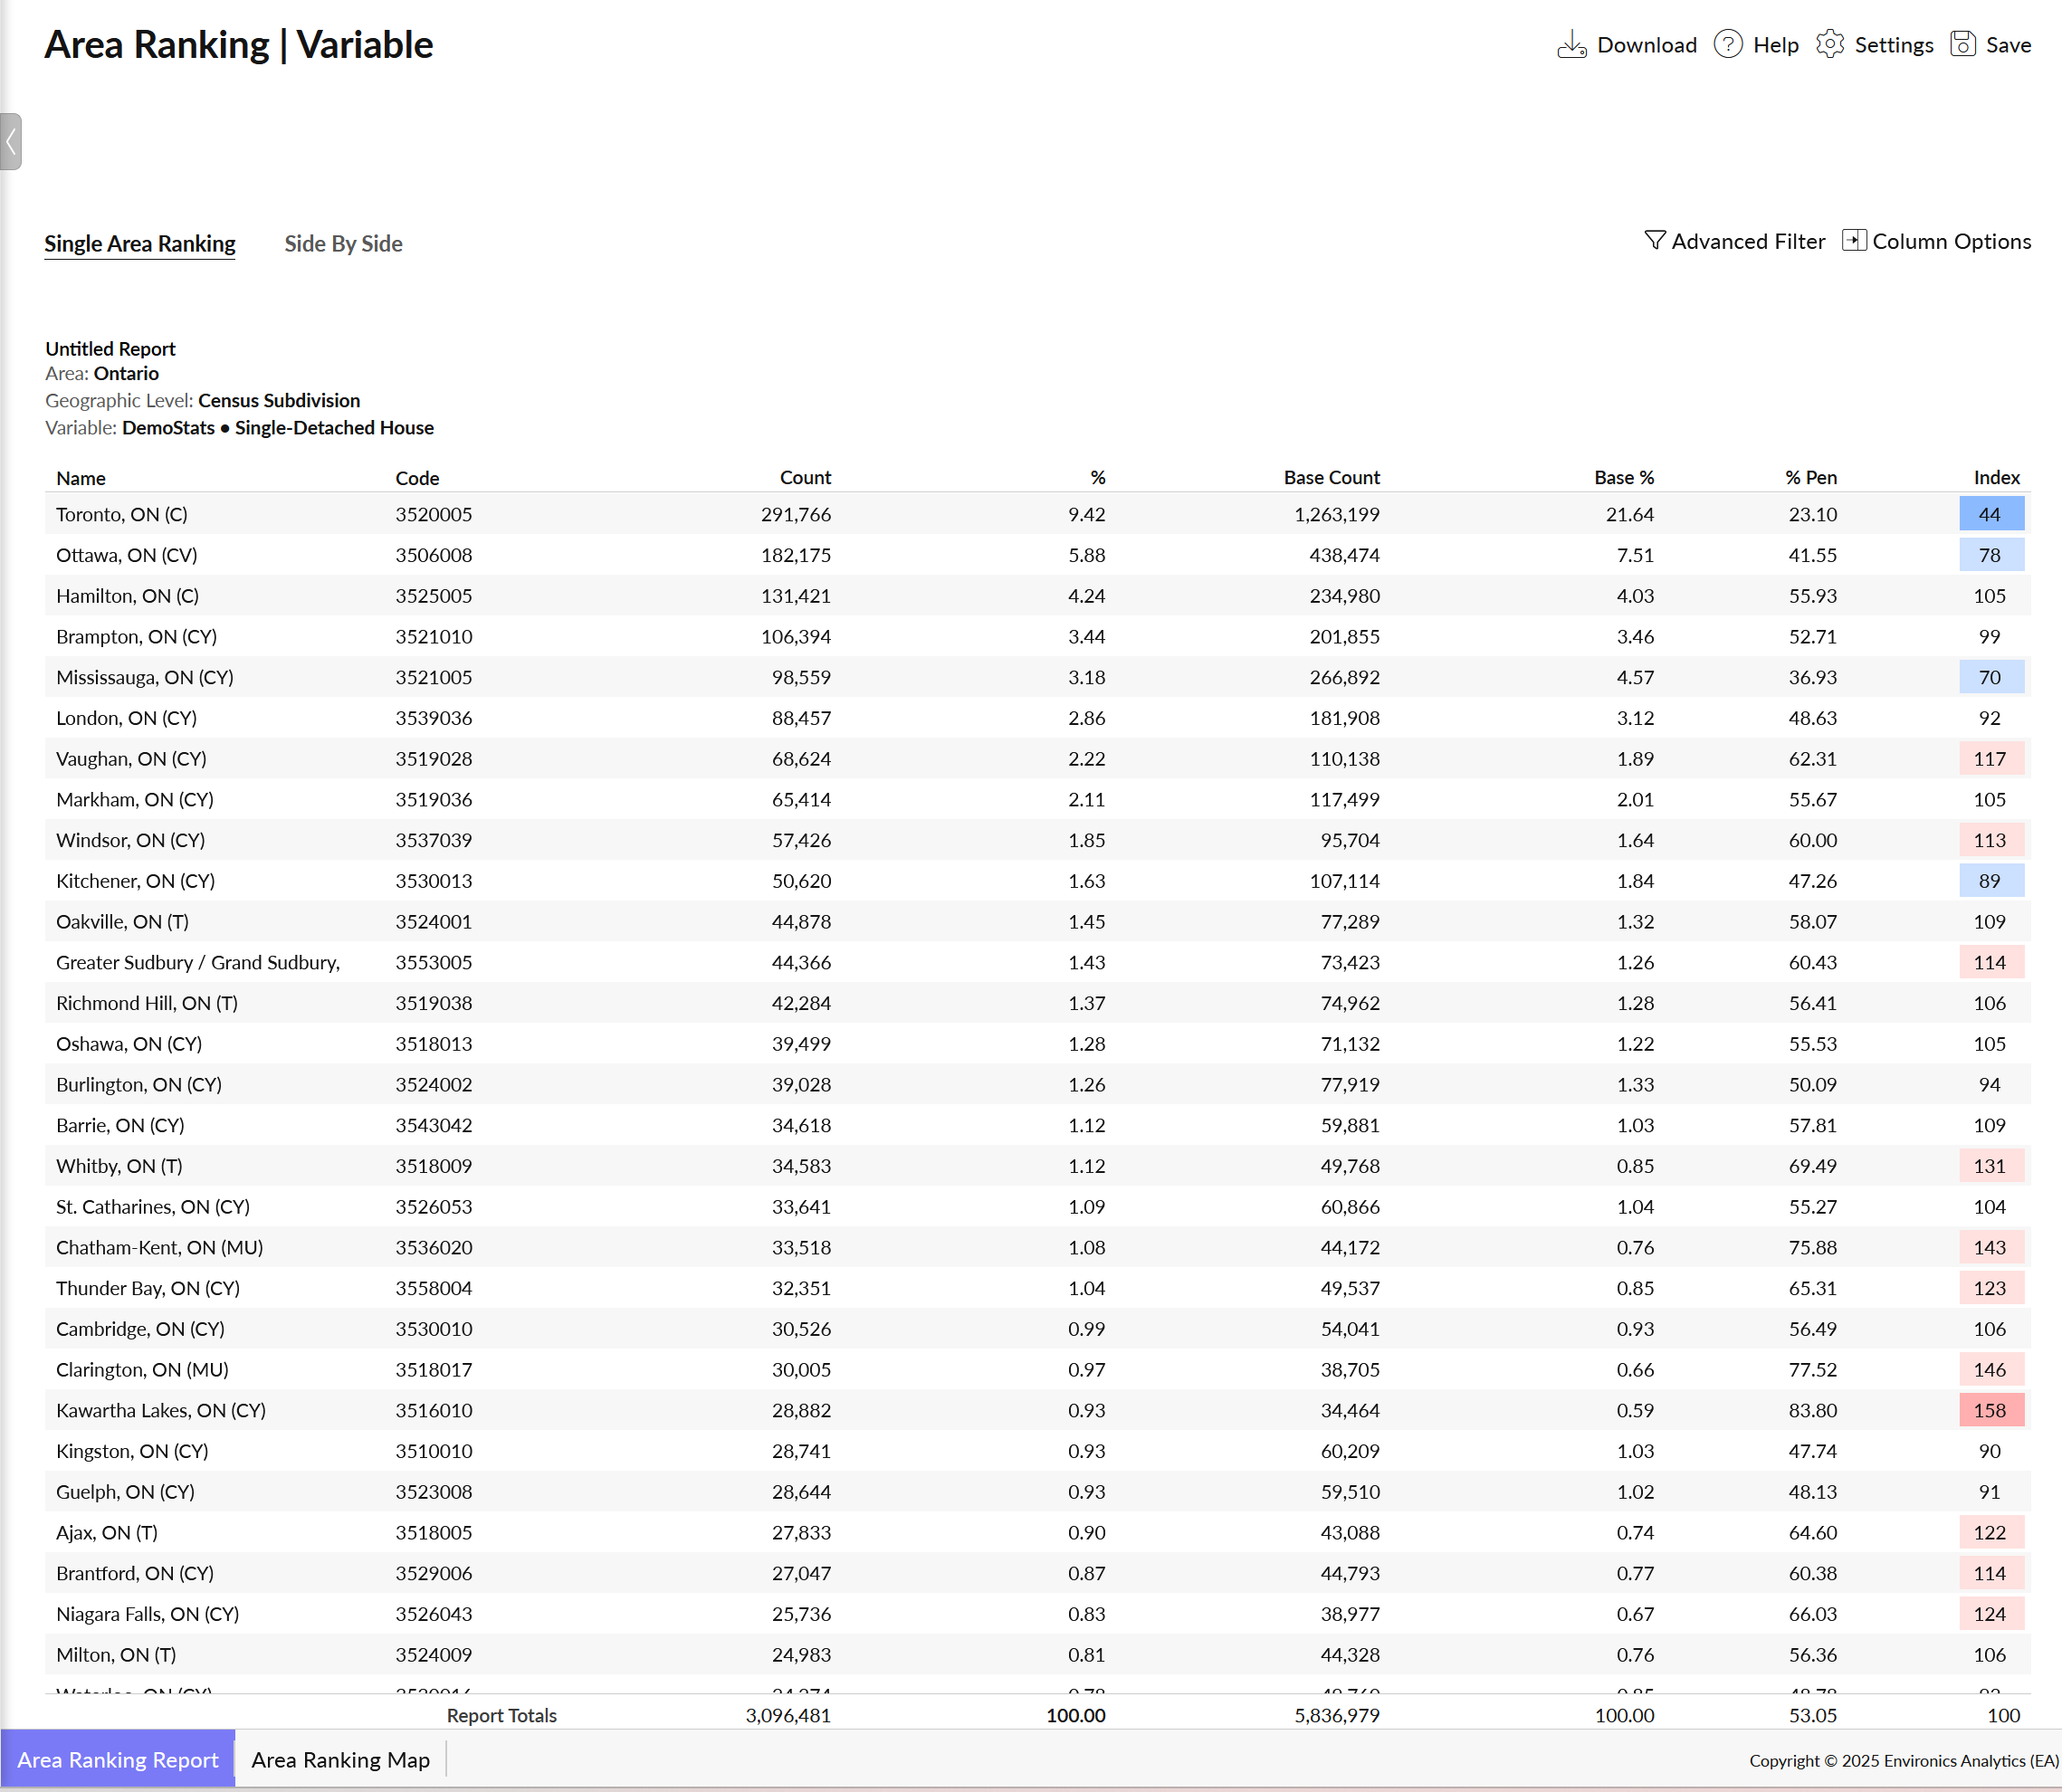 Area Ranking | Variable
Download Help Settings Save
Single Area Ranking Side By Side
Advanced Filter Column Options
Untitled Report
Area: Ontario
Geographic Level: Census Subdivision
Variable: DemoStats ● Single-Detached House
Name Code Count % Base Count Base % % Pen Index
Toronto, ON (C) 3520005 291,766 9.42 1,263,199 21.64 23.10 44
Ottawa, ON (CV) 3506008 182,175 5.88 438,474 7.51 41.55 78
Hamilton, ON (C) 3525005 131,421 4.24 234,980 4.03 55.93 105
Brampton, ON (CY) 3521010 106,394 3.44 201,855 3.46 52.71 99
Mississauga, ON (CY) 3521005 98,559 3.18 266,892 4.57 36.93 70
London, ON (CY) 3539036 88,457 2.86 181,908 3.12 48.63 92
Vaughan, ON (CY) 3519028 68,624 2.22 110,138 1.89 62.31 117
Markham, ON (CY) 3519036 65,414 2.11 117,499 2.01 55.67 105
Windsor, ON (CY) 3537039 57,426 1.85 95,704 1.64 60.00 113
Kitchener, ON (CY) 3530013 50,620 1.63 107,114 1.84 47.26 89
Oakville, ON (T) 3524001 44,878 1.45 77,289 1.32 58.07 109
Greater Sudbury / Grand Sudbury, 3553005 44,366 1.43 73,423 1.26 60.43 114
Richmond Hill, ON (T) 3519038 42,284 1.37 74,962 1.28 56.41 106
Oshawa, ON (CY) 3518013 39,499 1.28 71,132 1.22 55.53 105
Burlington, ON (CY) 3524002 39,028 1.26 77,919 1.33 50.09 94
Barrie, ON (CY) 3543042 34,618 1.12 59,881 1.03 57.81 109
Whitby, ON (T) 3518009 34,583 1.12 49,768 0.85 69.49 131
St. Catharines, ON (CY) 3526053 33,641 1.09 60,866 1.04 55.27 104
Chatham-Kent, ON (MU) 3536020 33,518 1.08 44,172 0.76 75.88 143
Thunder Bay, ON (CY) 3558004 32,351 1.04 49,537 0.85 65.31 123
Cambridge, ON (CY) 3530010 30,526 0.99 54,041 0.93 56.49 106
Clarington, ON (MU) 3518017 30,005 0.97 38,705 0.66 77.52 146
Kawartha Lakes, ON (CY) 3516010 28,882 0.93 34,464 0.59 83.80 158
Kingston, ON (CY) 3510010 28,741 0.93 60,209 1.03 47.74 90
Guelph, ON (CY) 3523008 28,644 0.93 59,510 1.02 48.13 91
Ajax, ON (T) 3518005 27,833 0.90 43,088 0.74 64.60 122
Brantford, ON (CY) 3529006 27,047 0.87 44,793 0.77 60.38 114
Niagara Falls, ON (CY) 3526043 25,736 0.83 38,977 0.67 66.03 124
Milton, ON (T) 3524009 24,983 0.81 44,328 0.76 56.36 106
Report Totals 3,096,481 100.00 5,836,979 100.00 53.05 100
Area Ranking Report Area Ranking Map Copyright © 2025 Environics Analytics (EA)